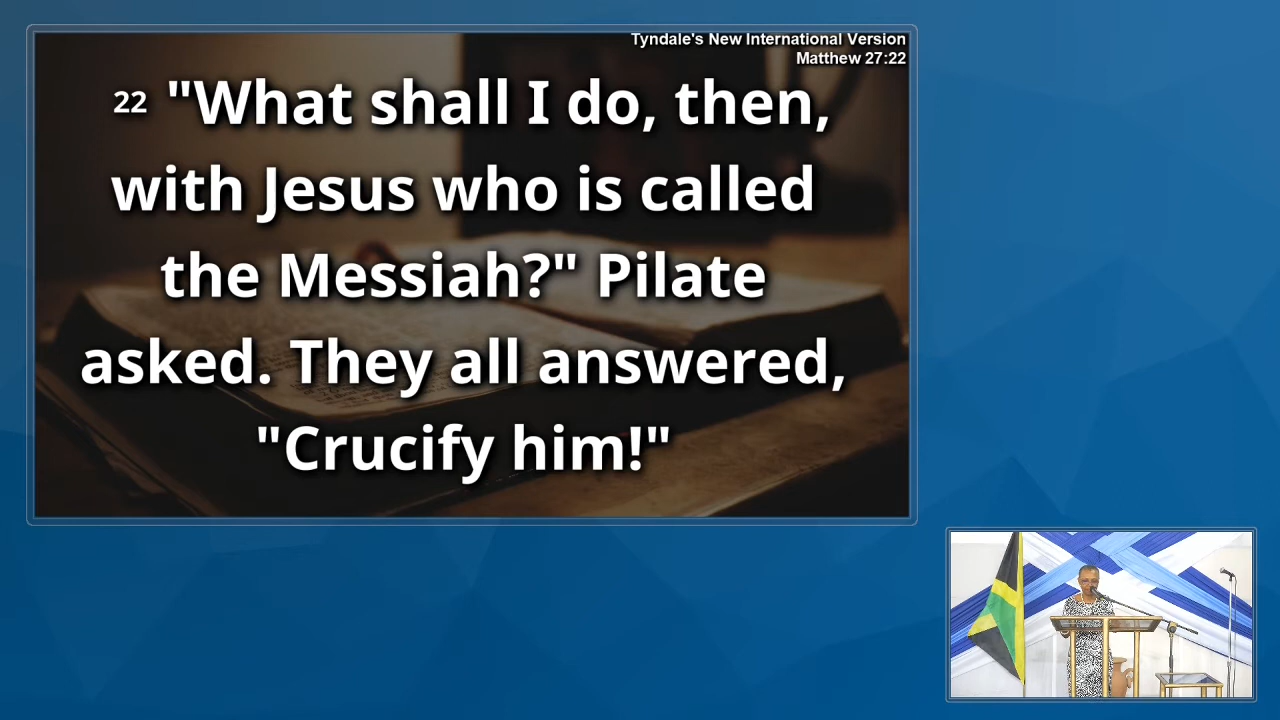 Tyndale's New International Version
Matthew 27:22
22 "What shall I do, then,
with Jesus who is called
the Messiah?" Pilate
asked. They all answered,
"Crucify him!"